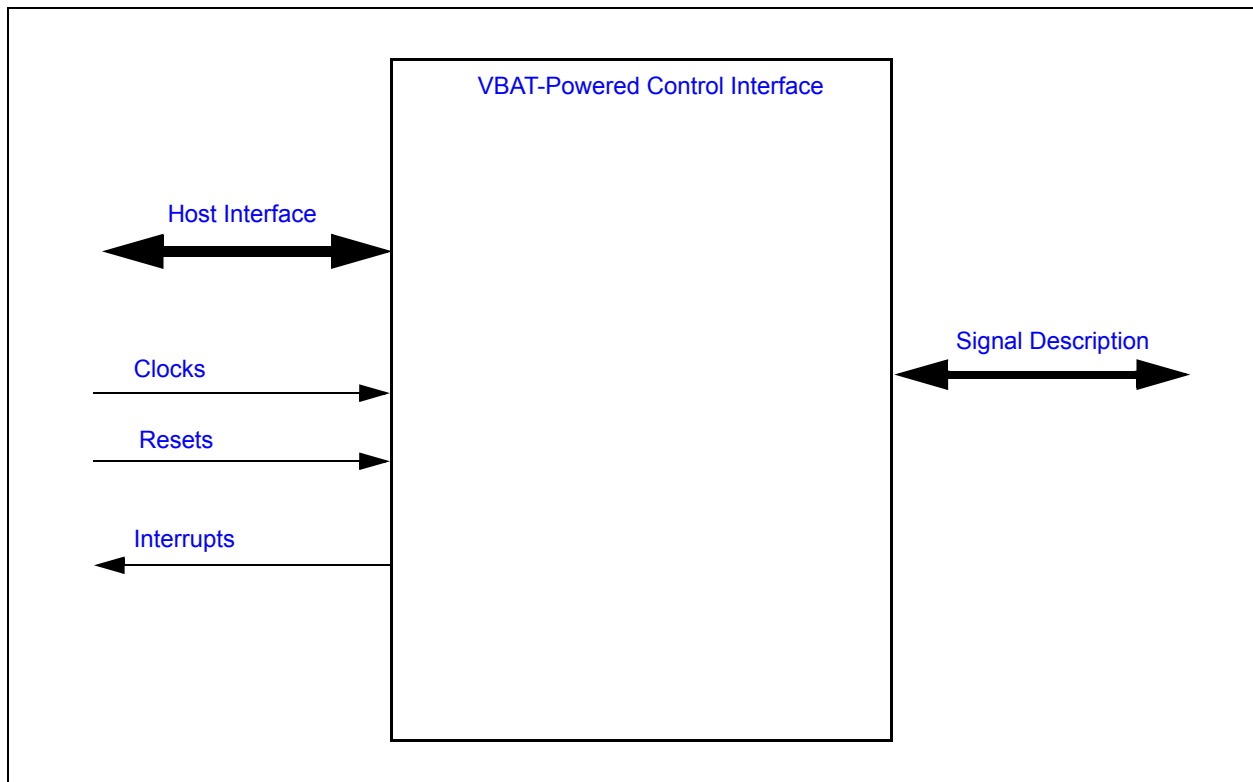 VBAT-Powered Control Interface
Host Interface
Signal Description
Clocks
Resets
Interrupts